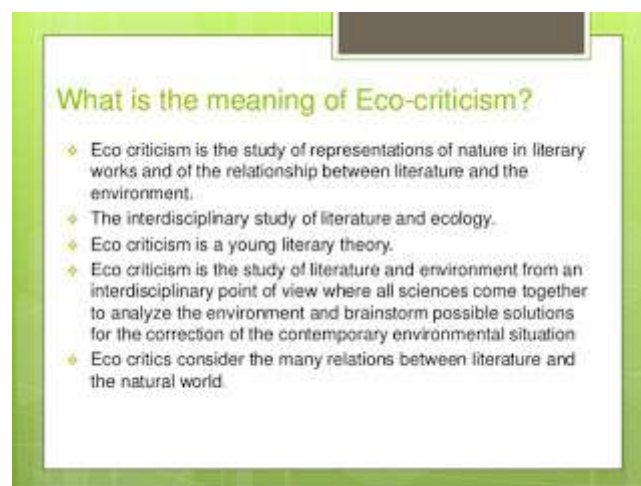 What is the meaning of Eco-criticism?
Eco criticism is the study of representations of nature in literary
works and of the relationship between literature and the
environment.
The interdisciplinary study of literature and ecology.
Eco criticism is a young literary theory.
Eco criticism is the study of literature and environment from an
interdisciplinary point of view where all sciences come together
to analyze the environment and brainstorm possible solutions
for the correction of the contemporary environmental situation
Eco critics consider the many relations between literature and
the natural world.